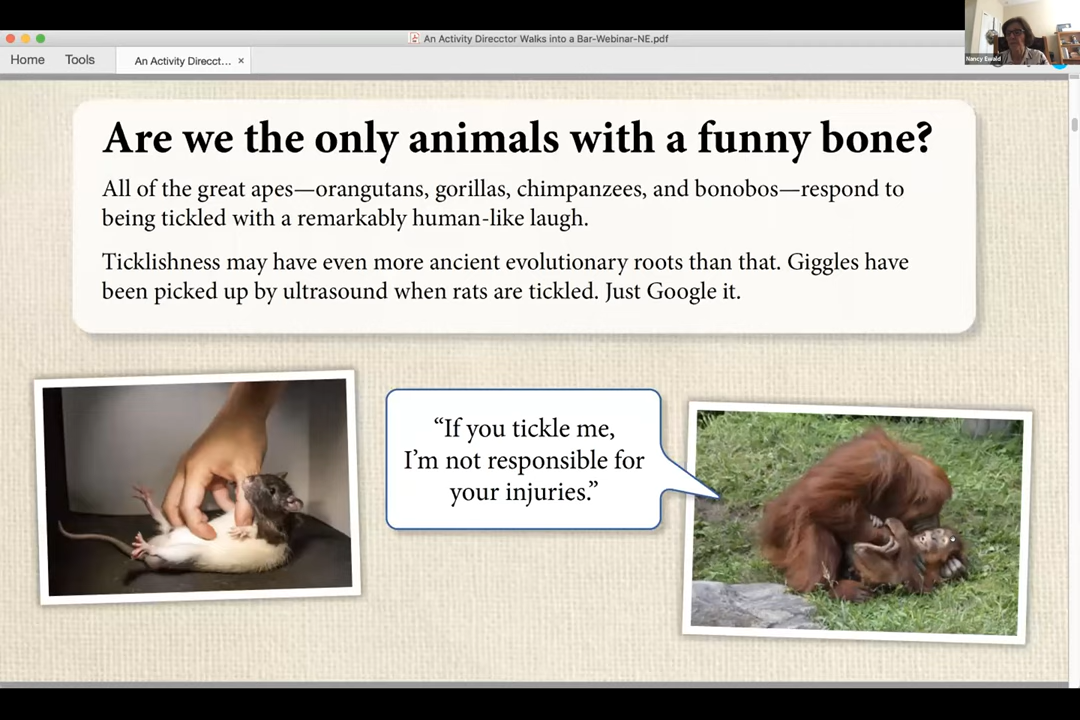 An Activity Direcctor Walks into a Bar-Webinar-NE.pdf
Home Tools An Activity Direcct... ×
Nancy Ewald
Are we the only animals with a funny bone?
All of the great apes—orangutans, gorillas, chimpanzees, and bonobos—respond to
being tickled with a remarkably human-like laugh.
Ticklishness may have even more ancient evolutionary roots than that. Giggles have
been picked up by ultrasound when rats are tickled. Just Google it.
“If you tickle me,
I’m not responsible for
your injuries.”